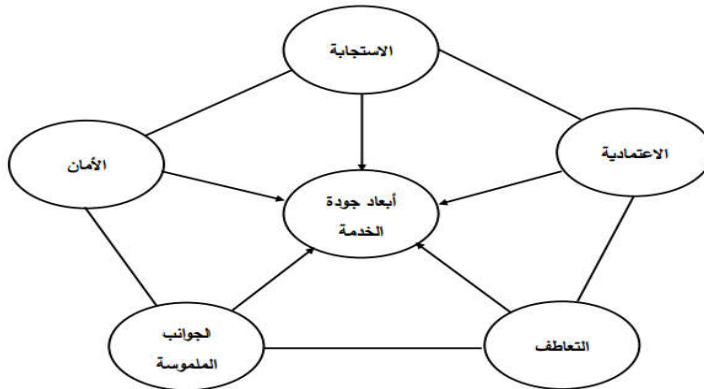 الاستجابة
الاعتمادية
الأمان
أبعاد جودة
الخدمة
الجوانب
الملموسة
التعاطف